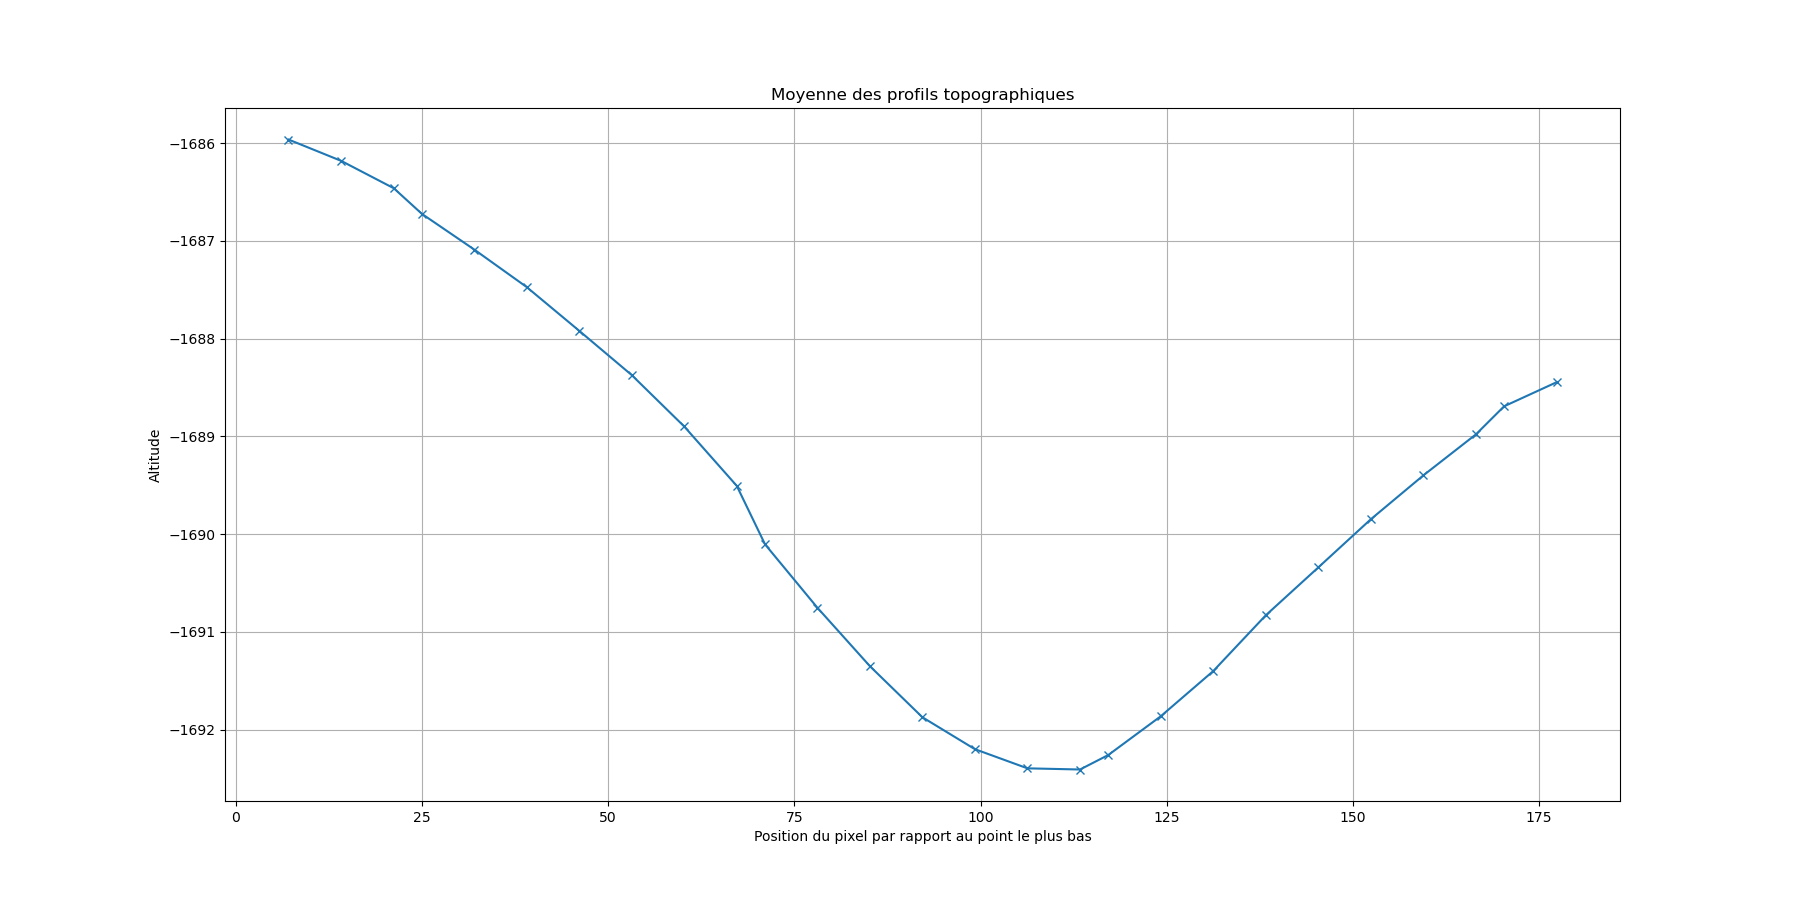 Moyenne des profils topographiques
−1686
−1687
−1688
−1689
−1690
−1691
−1692
Altitude
0 25 50 75 100 125 150 175
Position du pixel par rapport au point le plus bas